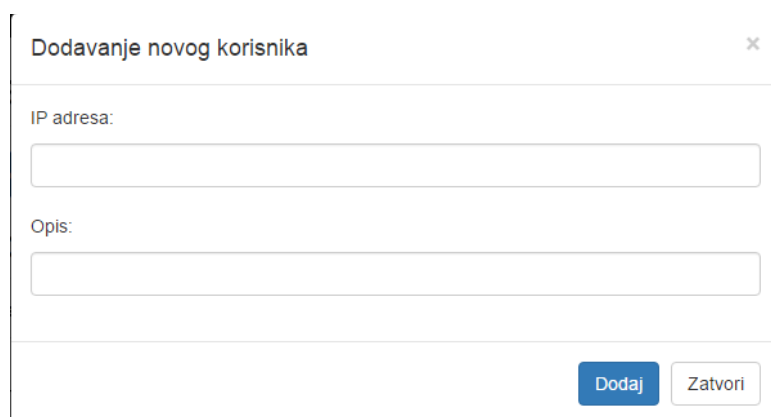 Dodavanje novog korisnika ×
IP adresa:
Opis:
Dodaj Zatvori